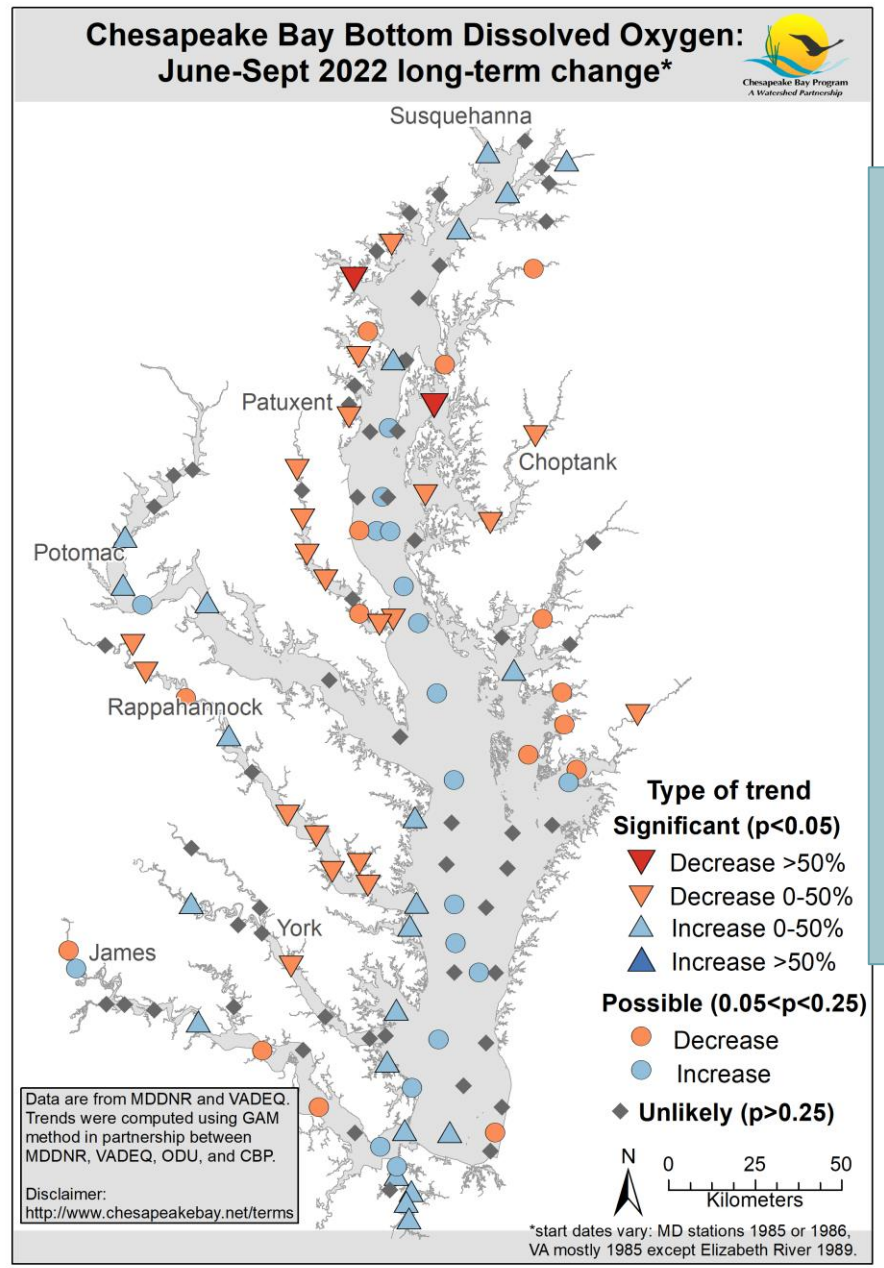 Chesapeake Bay Bottom Dissolved Oxygen:
June-Sept 2022 long-term change*
Chesapeake Bay Program
A Watershed Partnership
Susquehanna
Patuxent
Choptank
Potomac
Rappahannock
York
James
Type of trend
Significant (p<0.05)
Decrease >50%
Decrease 0-50%
Increase 0-50%
Increase >50%
Possible (0.05<p<0.25)
Decrease
Increase
Unlikely (p>0.25)
N
0 25 50
Kilometers
Data are from MDDNR and VADEQ.
Trends were computed using GAM
method in partnership between
MDDNR, VADEQ, ODU, and CBP.
Disclaimer:
http://www.chesapeakebay.net/terms
*start dates vary: MD stations 1985 or 1986,
VA mostly 1985 except Elizabeth River 1989.